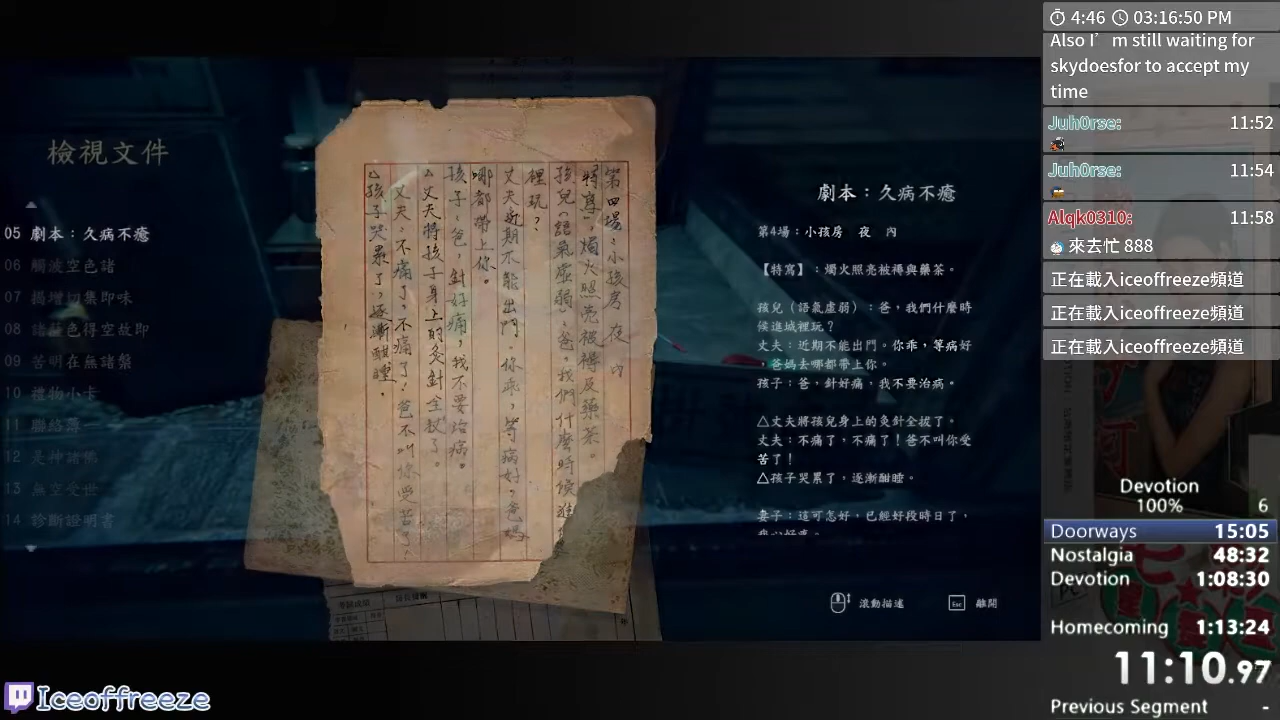 檢視文件
05 劇本：久病不癒
06 觸波空色諸
07 揭增切集即味
08 諸蘊色得空故即
09 苦明在無諸槃
10 禮物小卡
11 聯絡簿一
12 是神諸佛
13 無空受世
14 診斷證明書
第四場：小孩房 夜 內
特寫，燭火照亮被褥及藥茶。
孩兒（語氣虛弱）：爸，我們什麼時候進
裡玩？
丈夫近期不能出門。你乖，等病好，爸媽
哪都帶上你。
孩子：爸，針好痛，我不要治病。
△丈夫將孩子身上的灸針全拔了。
丈夫：不痛了，不痛了！爸不叫你受苦了！
△孩子哭累了，逐漸酣睡。
劇本：久病不癒
第4場：小孩房 夜 內
【特寫】：燭火照亮被褥與藥茶。
孩兒（語氣虛弱）：爸，我們什麼時
候進城裡玩？
丈夫：近期不能出門。你乖，等病好
，爸媽去哪都帶上你。
孩子：爸，針好痛，我不要治病。
△丈夫將孩兒身上的灸針全拔了。
丈夫：不痛了，不痛了！爸不叫你受
苦了！
△孩子哭累了，逐漸酣睡。
妻子：這可怎好，已經好段時日了，
滾動描述
Esc 離開
Iceoffreeze
4:46 03:16:50 PM
Also I'm still waiting for
skydoesfor to accept my
time
Juh0rse: 11:52
Juh0rse: 11:54
Alqk0310: 11:58
來去忙 888
正在載入iceoffreeze頻道
正在載入iceoffreeze頻道
正在載入iceoffreeze頻道
Devotion
100% 6
Doorways 15:05
Nostalgia 48:32
Devotion 1:08:30
Homecoming 1:13:24
11:10.97
Previous Segment -